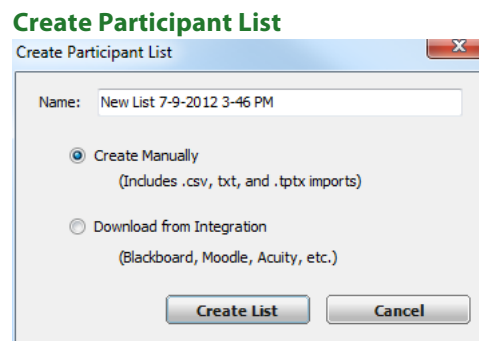 Create Participant List
Create Participant List
X
Name: New List 7-9-2012 3-46 PM
Create Manually
(Includes .csv, txt, and .tptx imports)
Download from Integration
(Blackboard, Moodle, Acuity, etc.)
Create List Cancel